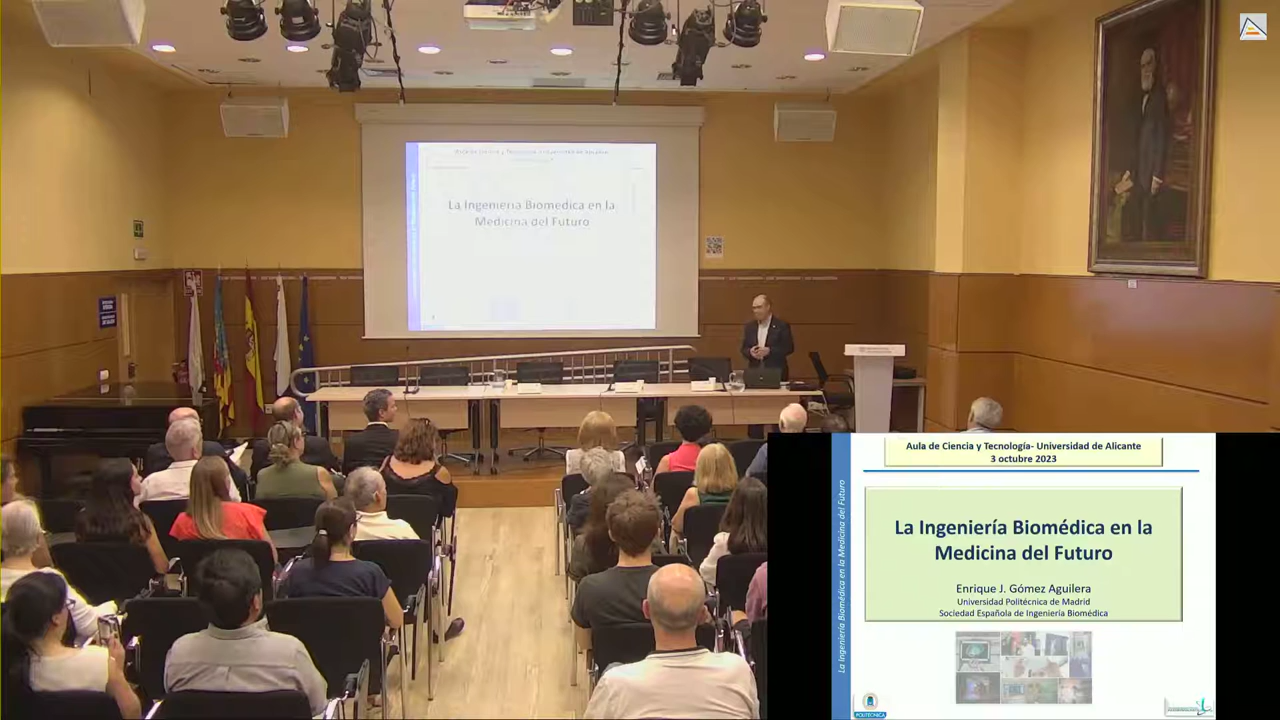 La Ingeniería Biomédica en la
Medicina del Futuro
Aula de Ciencia y Tecnología- Universidad de Alicante
3 octubre 2023
La Ingeniería Biomédica en la Medicina del Futuro
La Ingeniería Biomédica en la
Medicina del Futuro
Enrique J. Gómez Aguilera
Universidad Politécnica de Madrid
Sociedad Española de Ingeniería Biomédica
POLITÉCNICA